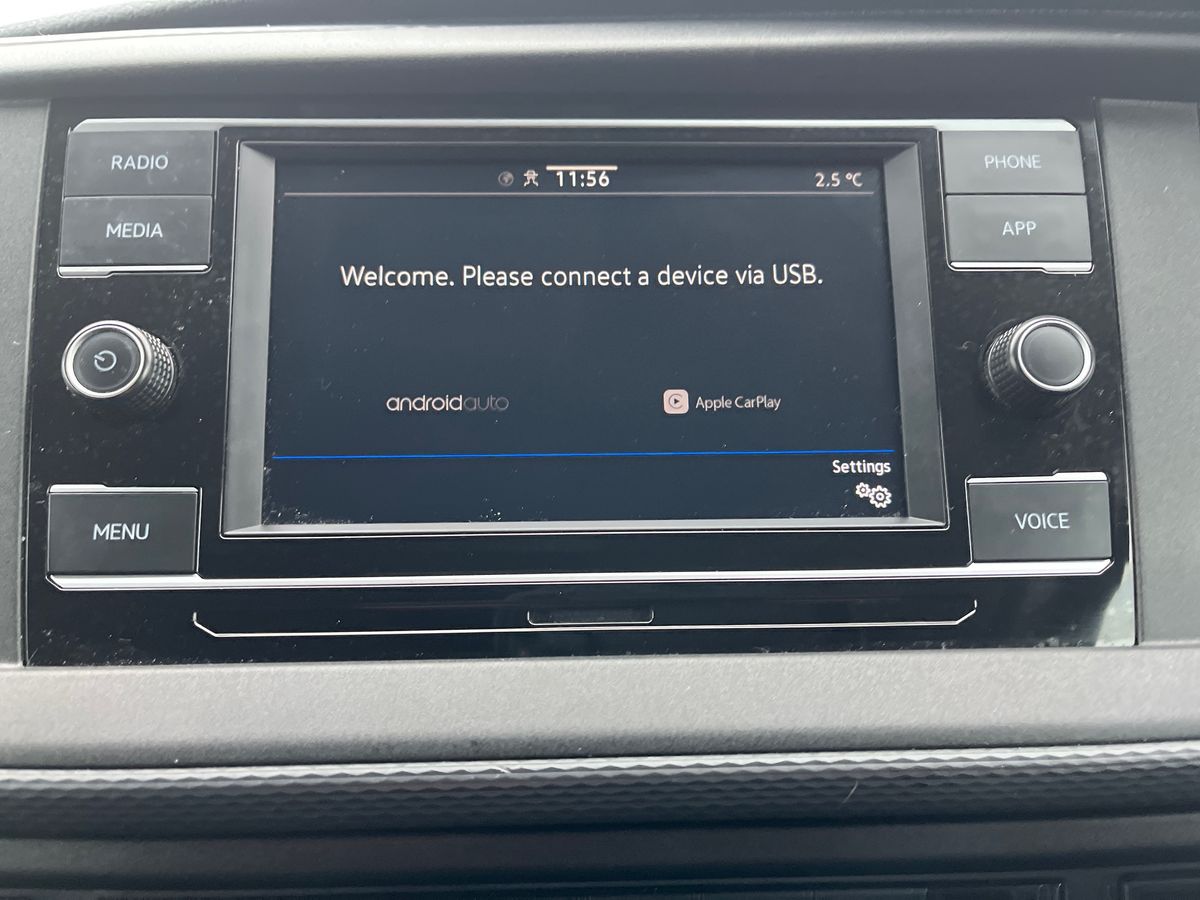 RADIO
MEDIA
PHONE
APP
11:56
2.5 °C
Welcome. Please connect a device via USB.
androidauto
Apple CarPlay
Settings
MENU
VOICE